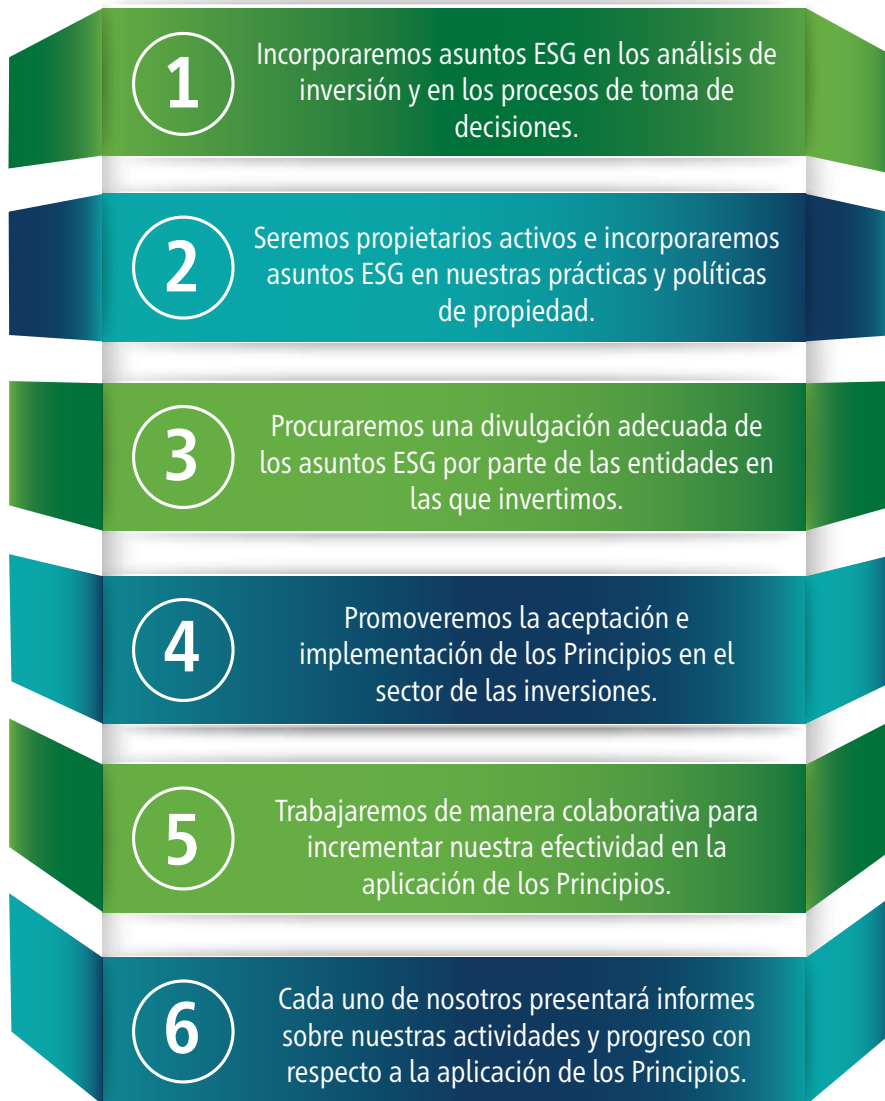 1
Incorporaremos asuntos ESG en los análisis de
inversión y en los procesos de toma de
decisiones.
2
Seremos propietarios activos e incorporaremos
asuntos ESG en nuestras prácticas y políticas
de propiedad.
3
Procuraremos una divulgación adecuada de
los asuntos ESG por parte de las entidades en
las que invertimos.
4
Promoveremos la aceptación e
implementación de los Principios en el
sector de las inversiones.
5
Trabajaremos de manera colaborativa para
incrementar nuestra efectividad en la
aplicación de los Principios.
6
Cada uno de nosotros presentará informes
sobre nuestras actividades y progreso con
respecto a la aplicación de los Principios.